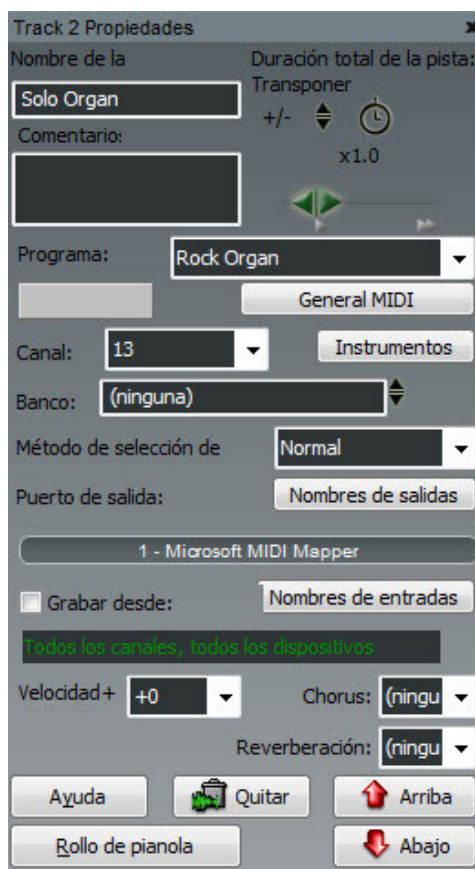 Track 2 Propiedades x
Nombre de la
Duración total de la pista:
Transponer
Solo Organ
+/-
Comentario:
x1.0
Programa: Rock Organ
General MIDI
Canal: 13 Instrumentos
Banco: (ninguna)
Método de selección de Normal
Puerto de salida: Nombres de salidas
1 - Microsoft MIDI Mapper
Grabar desde: Nombres de entradas
Todos los canales, todos los dispositivos
Velocidad+ +0 Chorus: (ningu
Reverberación: (ningu
Ayuda Quitar Arriba
Rollo de pianola Abajo